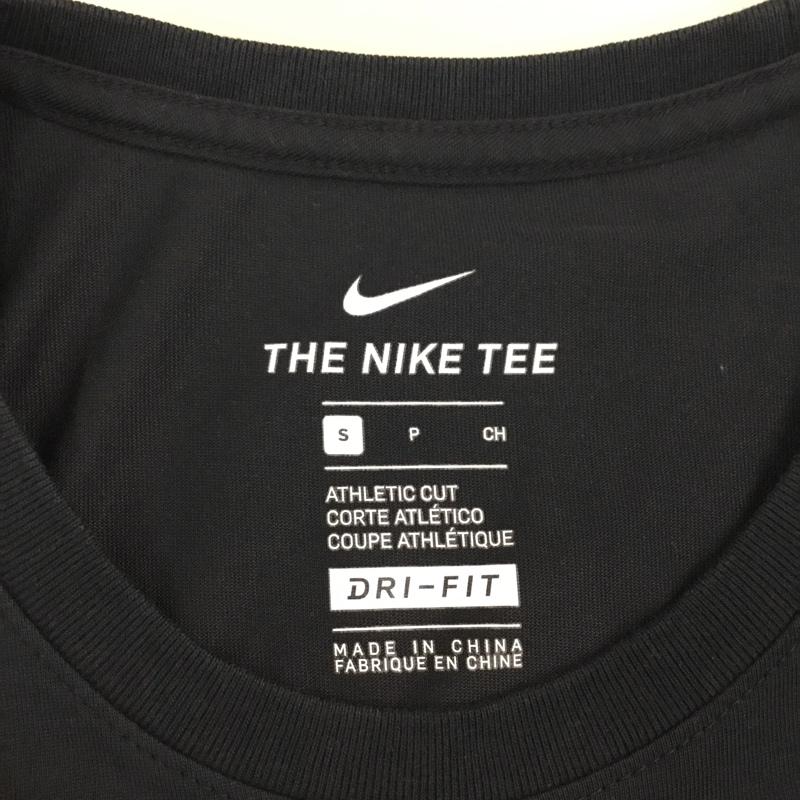 THE NIKE TEE
S P CH
ATHLETIC CUT
CORTE ATLÉTICO
COUPE ATHLÉTIQUE
DRI-FIT
MADE IN CHINA
FABRIQUE EN CHINE